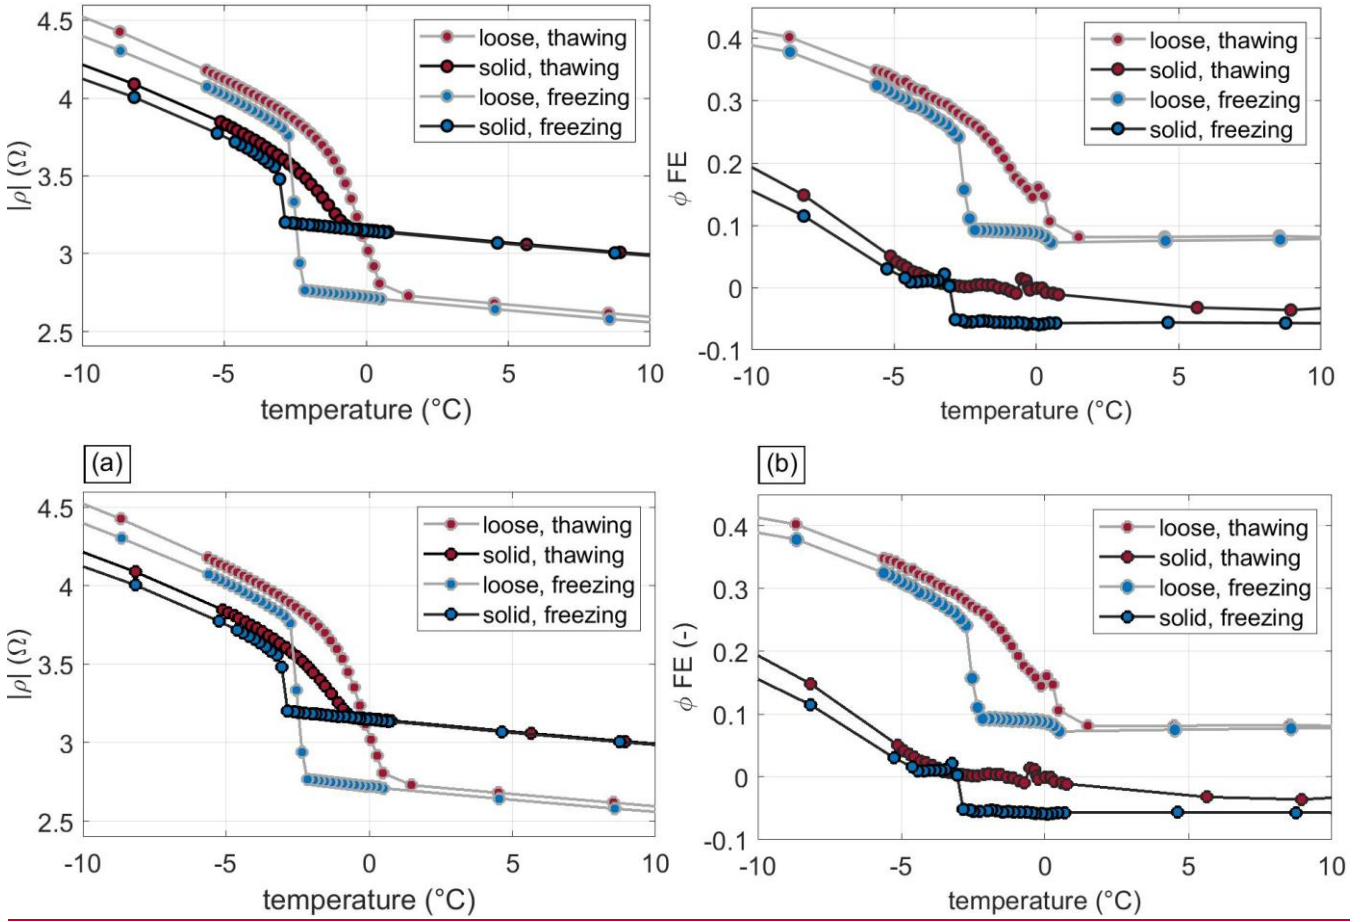 4.5
4
3.5
3
2.5
|ρ| (Ω)
-10
-5
0
5
10
temperature (°C)
loose, thawing
solid, thawing
loose, freezing
solid, freezing
0.4
0.3
0.2
0.1
0
-0.1
ϕ FE
-10
-5
0
5
10
temperature (°C)
loose, thawing
solid, thawing
loose, freezing
solid, freezing
(a)
4.5
4
3.5
3
2.5
|ρ| (Ω)
-10
-5
0
5
10
temperature (°C)
loose, thawing
solid, thawing
loose, freezing
solid, freezing
(b)
0.4
0.3
0.2
0.1
0
-0.1
ϕ FE (-)
-10
-5
0
5
10
temperature (°C)
loose, thawing
solid, thawing
loose, freezing
solid, freezing